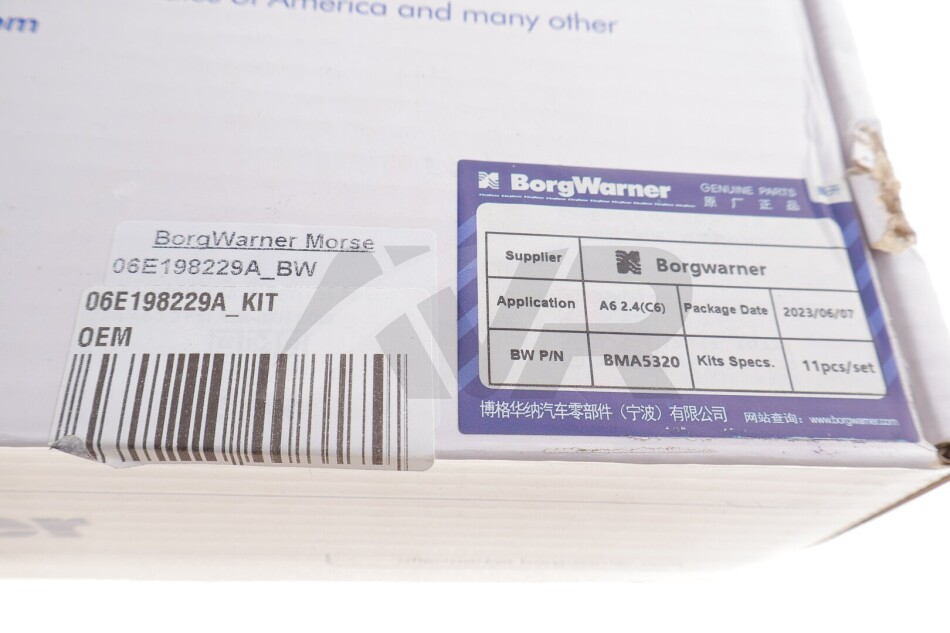 of America and many other
om
BorgWarner Morse
06E198229A_BW
06E198229A_KIT
OEM
BorgWarner GENUINE PARTS
原厂正品
Supplier Borgwarner
Application A6 2.4(C6) Package Date 2023/06/07
BW P/N BMA5320 Kits Specs. 11pcs/set
博格华纳汽车零部件（宁波）有限公司 网站查询：www.borgwarner.com